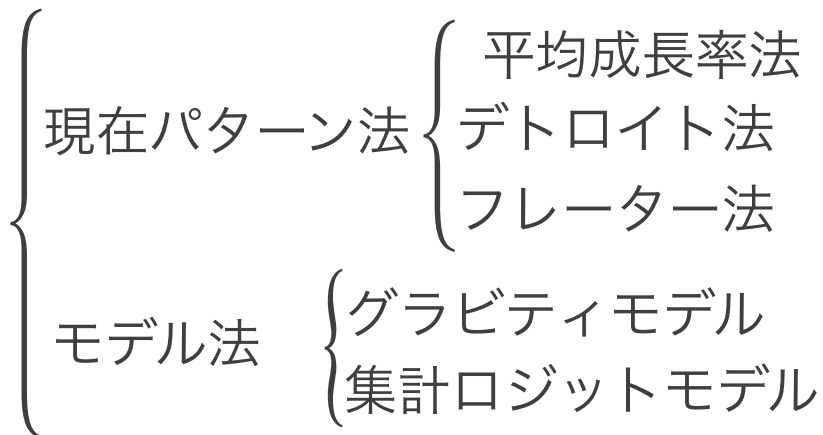 現在パターン法
平均成長率法
デトロイト法
フレーター法
モデル法
グラビティモデル
集計ロジットモデル